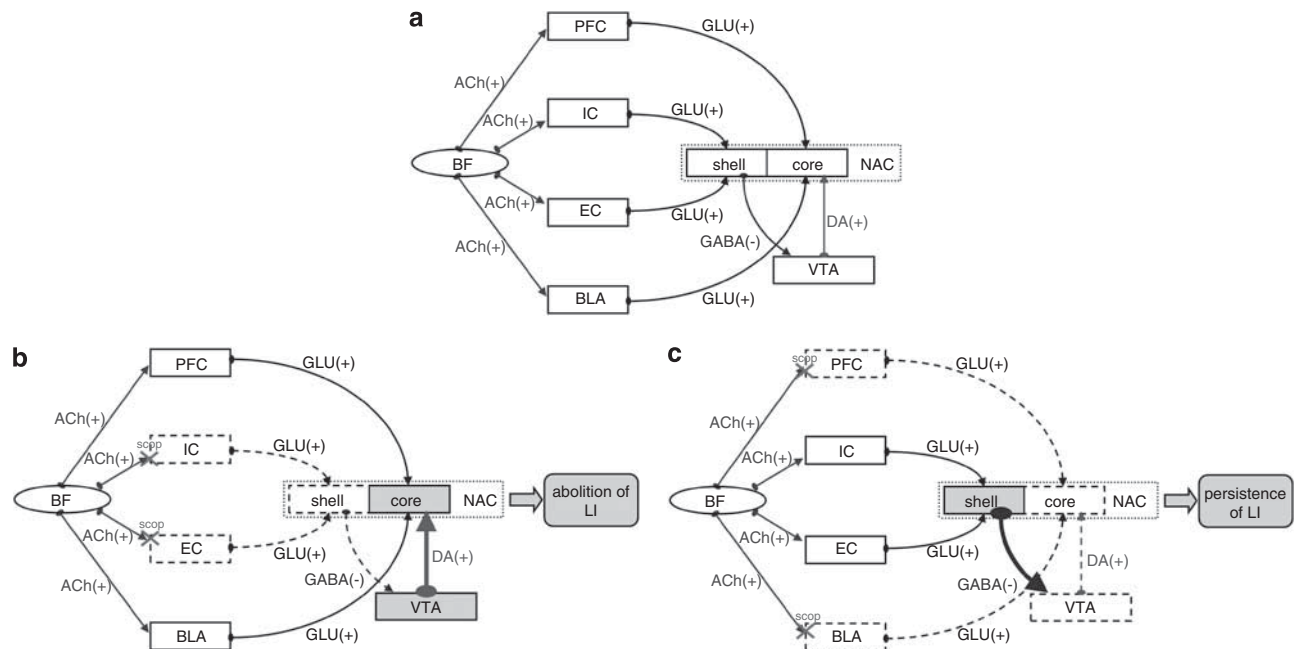 a
PFC
GLU(+)
ACh(+)
IC
GLU(+)
ACh(+)
BF
shell
core
NAC
ACh(+)
EC
GLU(+)
DA(+)
ACh(+)
GABA(-)
VTA
BLA
GLU(+)
b
PFC
GLU(+)
ACh(+)
scop
IC
GLU(+)
ACh(+)
BF
shell
core
NAC
abolition of
LI
scop
ACh(+)
EC
GLU(+)
DA(+)
ACh(+)
GABA(-)
VTA
BLA
GLU(+)
c
scop
PFC
GLU(+)
ACh(+)
IC
GLU(+)
ACh(+)
BF
shell
core
NAC
persistence
of LI
ACh(+)
EC
GLU(+)
DA(+)
ACh(+)
GABA(-)
VTA
scop
BLA
GLU(+)